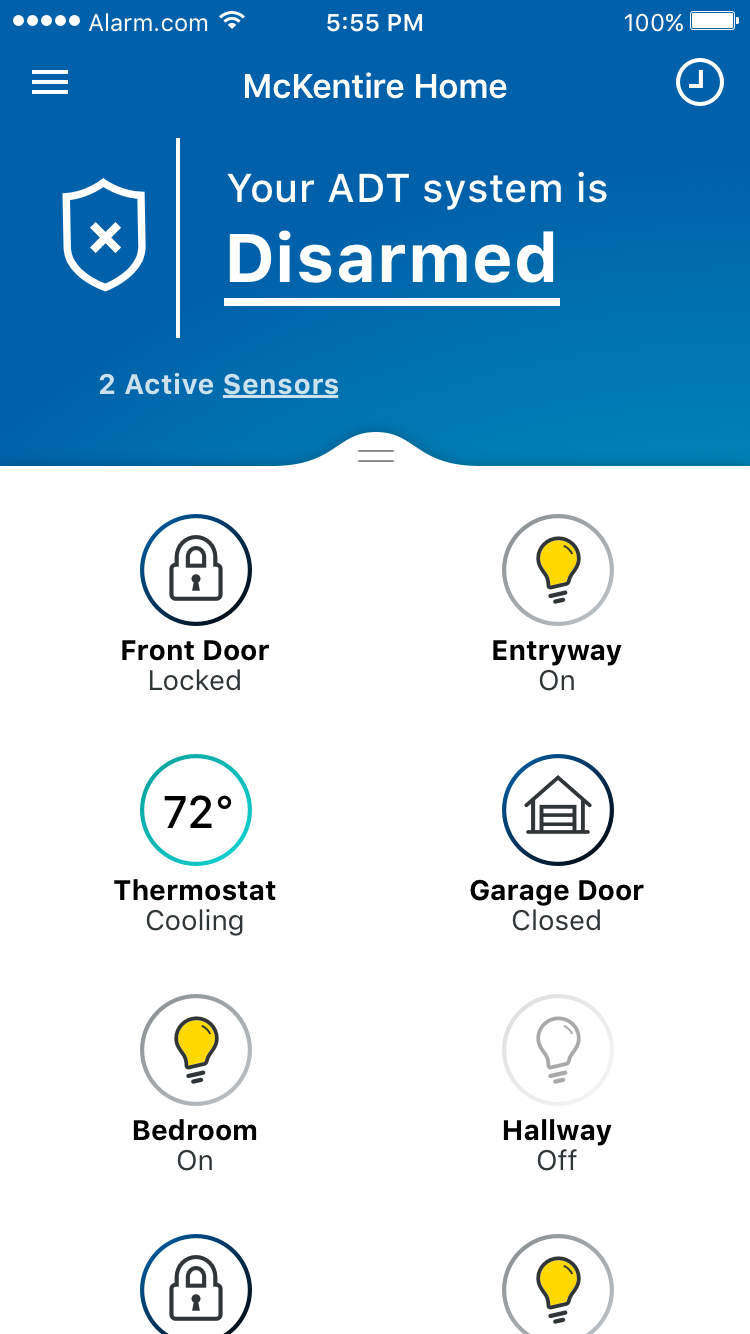 Alarm.com 5:55 PM 100%
McKentire Home
Your ADT system is
Disarmed
2 Active Sensors
Front Door Entryway
Locked On
72°
Thermostat Garage Door
Cooling Closed
Bedroom Hallway
On Off